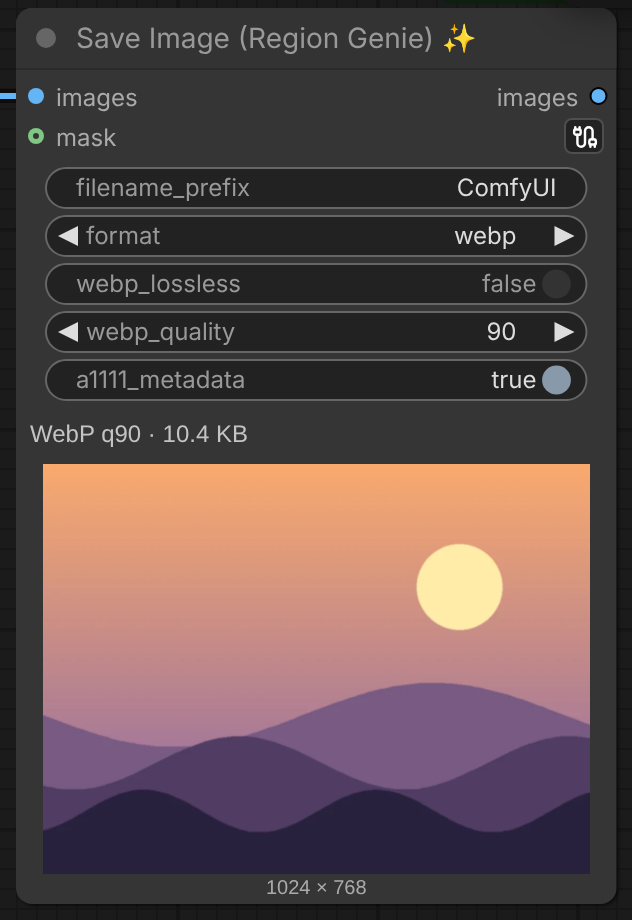 Save Image (Region Genie) ✨
images images
mask
filename_prefix ComfyUI
format webp
webp_lossless false
webp_quality 90
a1111_metadata true
WebP q90 · 10.4 KB
1024 × 768